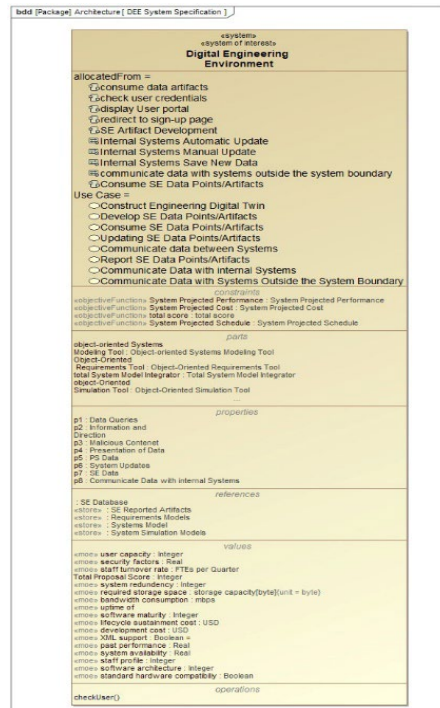 bdd [Package] Architecture [ DEE System Specification ]
«system»
«system of interest»
Digital Engineering
Environment
allocatedFrom =
consume data artifacts
check user credentials
display User portal
redirect to sign-up page
SE Artifact Development
Internal Systems Automatic Update
Internal Systems Manual Update
Internal Systems Save New Data
communicate data with systems outside the system boundary
Consume SE Data Points/Artifacts
Use Case =
Construct Engineering Digital Twin
Develop SE Data Points/Artifacts
Consume SE Data Points/Artifacts
Updating SE Data Points/Artifacts
Communicate data between Systems
Report SE Data Points/Artifacts
Communicate Data with internal Systems
Communicate Data with Systems Outside the System Boundary
constraints
«objectiveFunction» System Projected Performance : System Projected Performance
«objectiveFunction» System Projected Cost : System Projected Cost
«objectiveFunction» total score : total score
«objectiveFunction» System Projected Schedule : System Projected Schedule
parts
object-oriented Systems
Modeling Tool : Object-oriented Systems Modeling Tool
Object-Oriented
Requirements Tool : Object-Oriented Requirements Tool
total System Model Integrator : Total System Model Integrator
object-Oriented
Simulation Tool : Object-Oriented Simulation Tool
...
properties
p1 : Data Queries
p2 : Information and
Direction
p3 : Malicious Contenet
p4 : Presentation of Data
p5 : PS Data
p6 : System Updates
p7 : SE Data
p8 : Communicate Data with internal Systems
references
: SE Database
«store» : SE Reported Artifacts
«store» : Requirements Models
«store» : Systems Model
«store» : System Simulation Models
values
«moe» user capacity : Integer
«moe» security factors : Real
«moe» staff turnover rate : FTEs per Quarter
Total Proposal Score : Integer
«moe» system redundency : Integer
«moe» required storage space : storage capacity[byte]{unit = byte}
«moe» bandwidth consumption : mbps
«moe» uptime of
«moe» software maturity : Integer
«moe» lifecycle sustainment cost : USD
«moe» development cost : USD
«moe» XML support : Boolean =
«moe» past performance : Real
«moe» system availability : Real
«moe» staff profile : Integer
«moe» software architecture : Integer
«moe» standard hardware compatibiliy : Boolean
operations
checkUser()